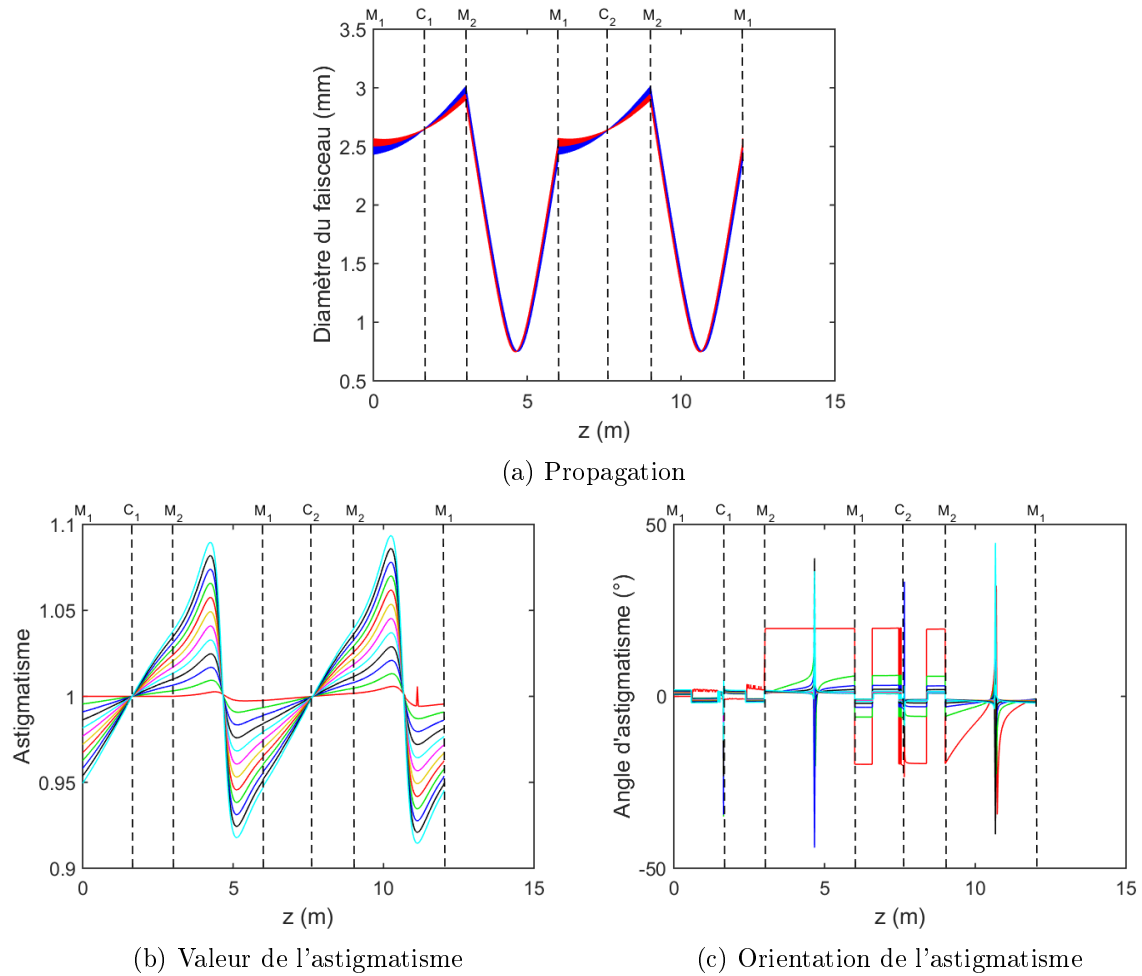 M1 C1 M2 M1 C2 M2 M1
3.5
3
2.5
2
1.5
1
0.5
Diamètre du faisceau (mm)
0 5 10 15
z (m)
(a) Propagation
M1 C1 M2 M1 C2 M2 M1
1.1
1.05
1
0.95
0.9
Astigmatisme
0 5 10 15
z (m)
(b) Valeur de l'astigmatisme
M1 C1 M2 M1 C2 M2 M1
50
0
-50
Angle d'astigmatisme (°)
0 5 10 15
z (m)
(c) Orientation de l'astigmatisme